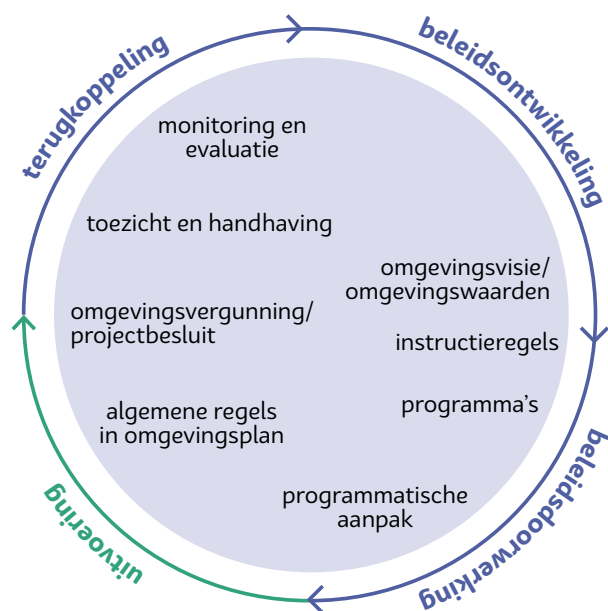 terugkoppeling
beleidsontwikkeling
monitoring en
evaluatie
toezicht en handhaving
omgevingsvisie/
omgevingswaarden
omgevingsvergunning/
projectbesluit
instructieregels
programma's
algemene regels
in omgevingsplan
programmatische
aanpak
uitvoering
beleidsdoorwerking